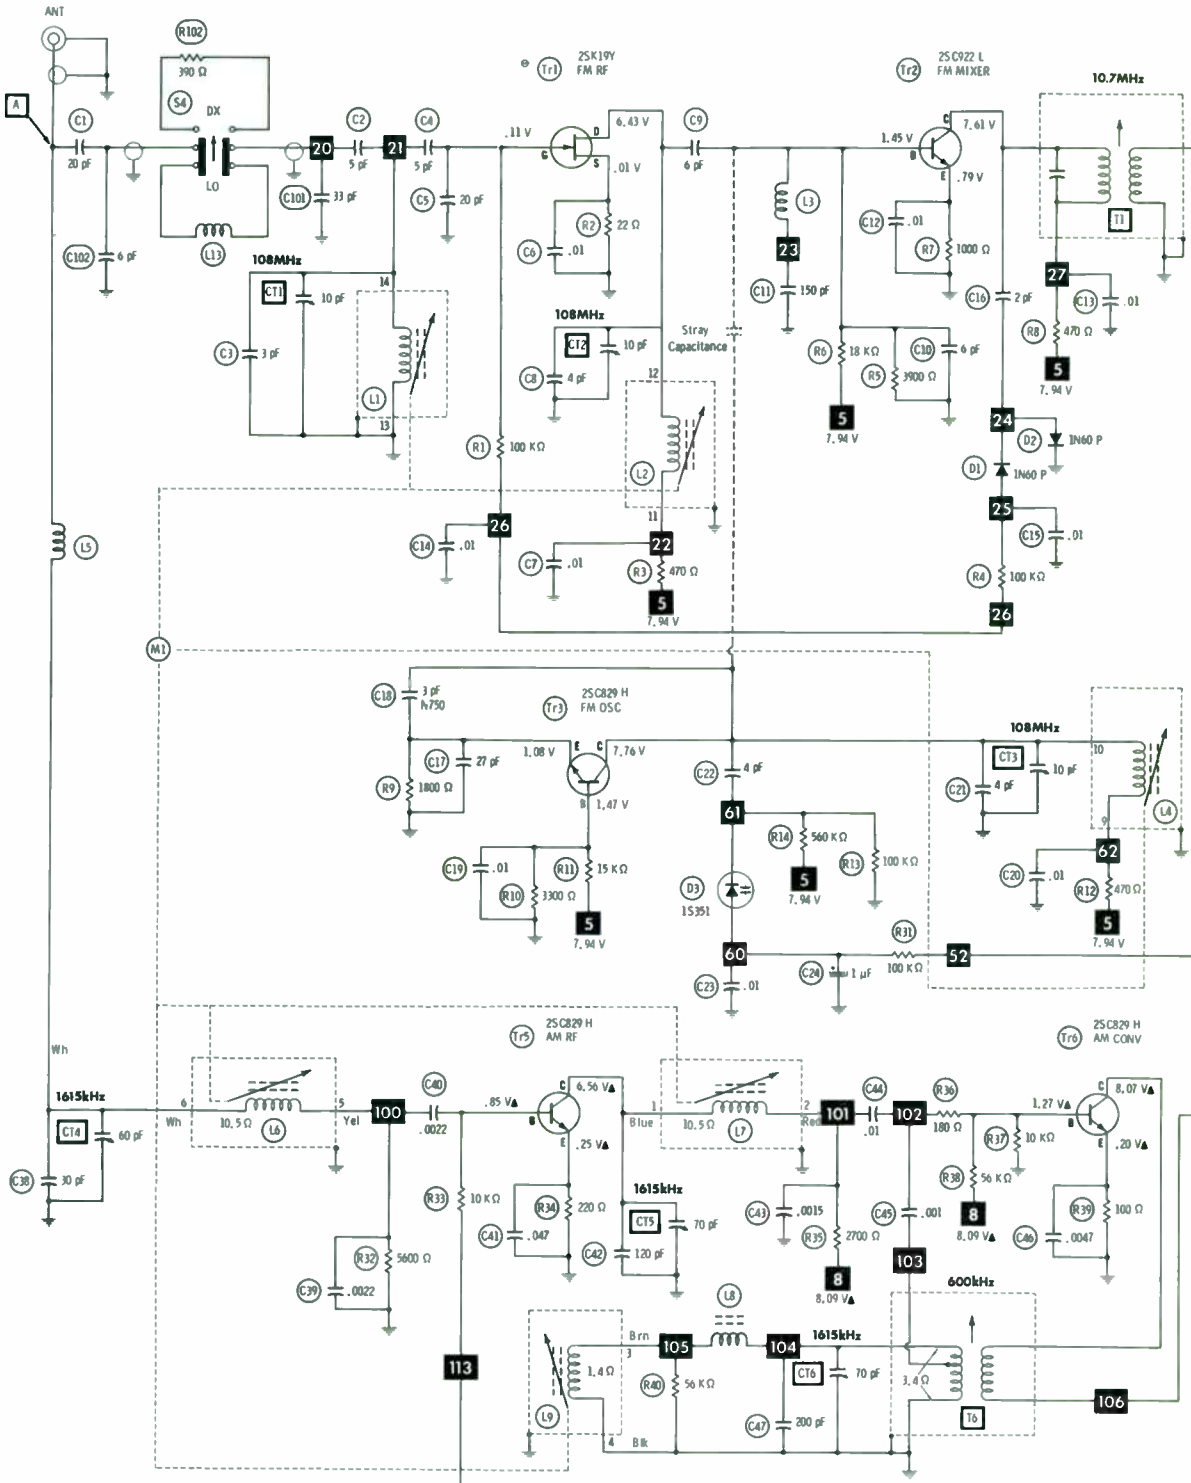 ANT
R102
390 Ω
S4
DX
LO
L13
A
C1
20 pF
C102
6 pF
20
C101
33 pF
C2
5 pF
21
C4
5 pF
C5
20 pF
108MHz
CT1
10 pF
C3
3 pF
14
L1
13
Tr1
2SK19Y
FM RF
.11 V
G
D
S
6.43 V
.01 V
R2
22 Ω
C6
.01
C9
6 pF
108MHz
CT2
10 pF
C8
4 pF
12
L2
11
R1
100 KΩ
26
C14
.01
22
C7
.01
R3
470 Ω
5
7.94 V
Stray
Capacitance
L3
23
C11
150 pF
Tr2
2SC922 L
FM MIXER
1.45 V
B
C
E
7.61 V
.79 V
C12
.01
R7
1000 Ω
R6
18 KΩ
R5
3900 Ω
C10
6 pF
5
7.94 V
10.7MHz
T1
27
C13
.01
R8
470 Ω
5
7.94 V
C16
2 pF
24
D2
1N60 P
D1
1N60 P
25
C15
.01
R4
100 KΩ
26
L5
M1
C18
3 pF
N750
Tr3
2SC829 H
FM OSC
1.08 V
E
C
7.76 V
B
1.47 V
R9
1800 Ω
C17
27 pF
C19
.01
R10
3300 Ω
R11
15 KΩ
5
7.94 V
C22
4 pF
61
R14
560 KΩ
5
7.94 V
R13
100 KΩ
D3
1S351
60
C23
.01
C24
1 μF
R31
100 KΩ
52
108MHz
CT3
10 pF
C21
4 pF
10
L4
9
62
C20
.01
R12
470 Ω
5
7.94 V
Wh
1615kHz
CT4
60 pF
C38
30 pF
6
Wh
10.5 Ω
L6
5
Yel
100
C40
.0022
R33
10 KΩ
R32
5600 Ω
C39
.0022
113
Tr5
2SC829 H
AM RF
.85 V▲
B
C
E
6.56 V▲
.25 V▲
R34
220 Ω
C41
.047
C42
120 pF
1615kHz
CT5
70 pF
1
Blue
10.5 Ω
L7
2
Red
101
C44
.01
102
R36
180 Ω
C43
.0015
R35
2700 Ω
8
8.09 V▲
C45
.001
103
Tr6
2SC829 H
AM CONV
1.27 V▲
B
C
E
8.07 V▲
.20 V▲
R37
10 KΩ
R38
56 KΩ
8
8.09 V▲
R39
100 Ω
C46
.0047
600kHz
3.4 Ω
T6
106
L9
1.4 Ω
Brn
3
4
Blk
105
L8
104
1615kHz
CT6
70 pF
R40
56 KΩ
C47
200 pF